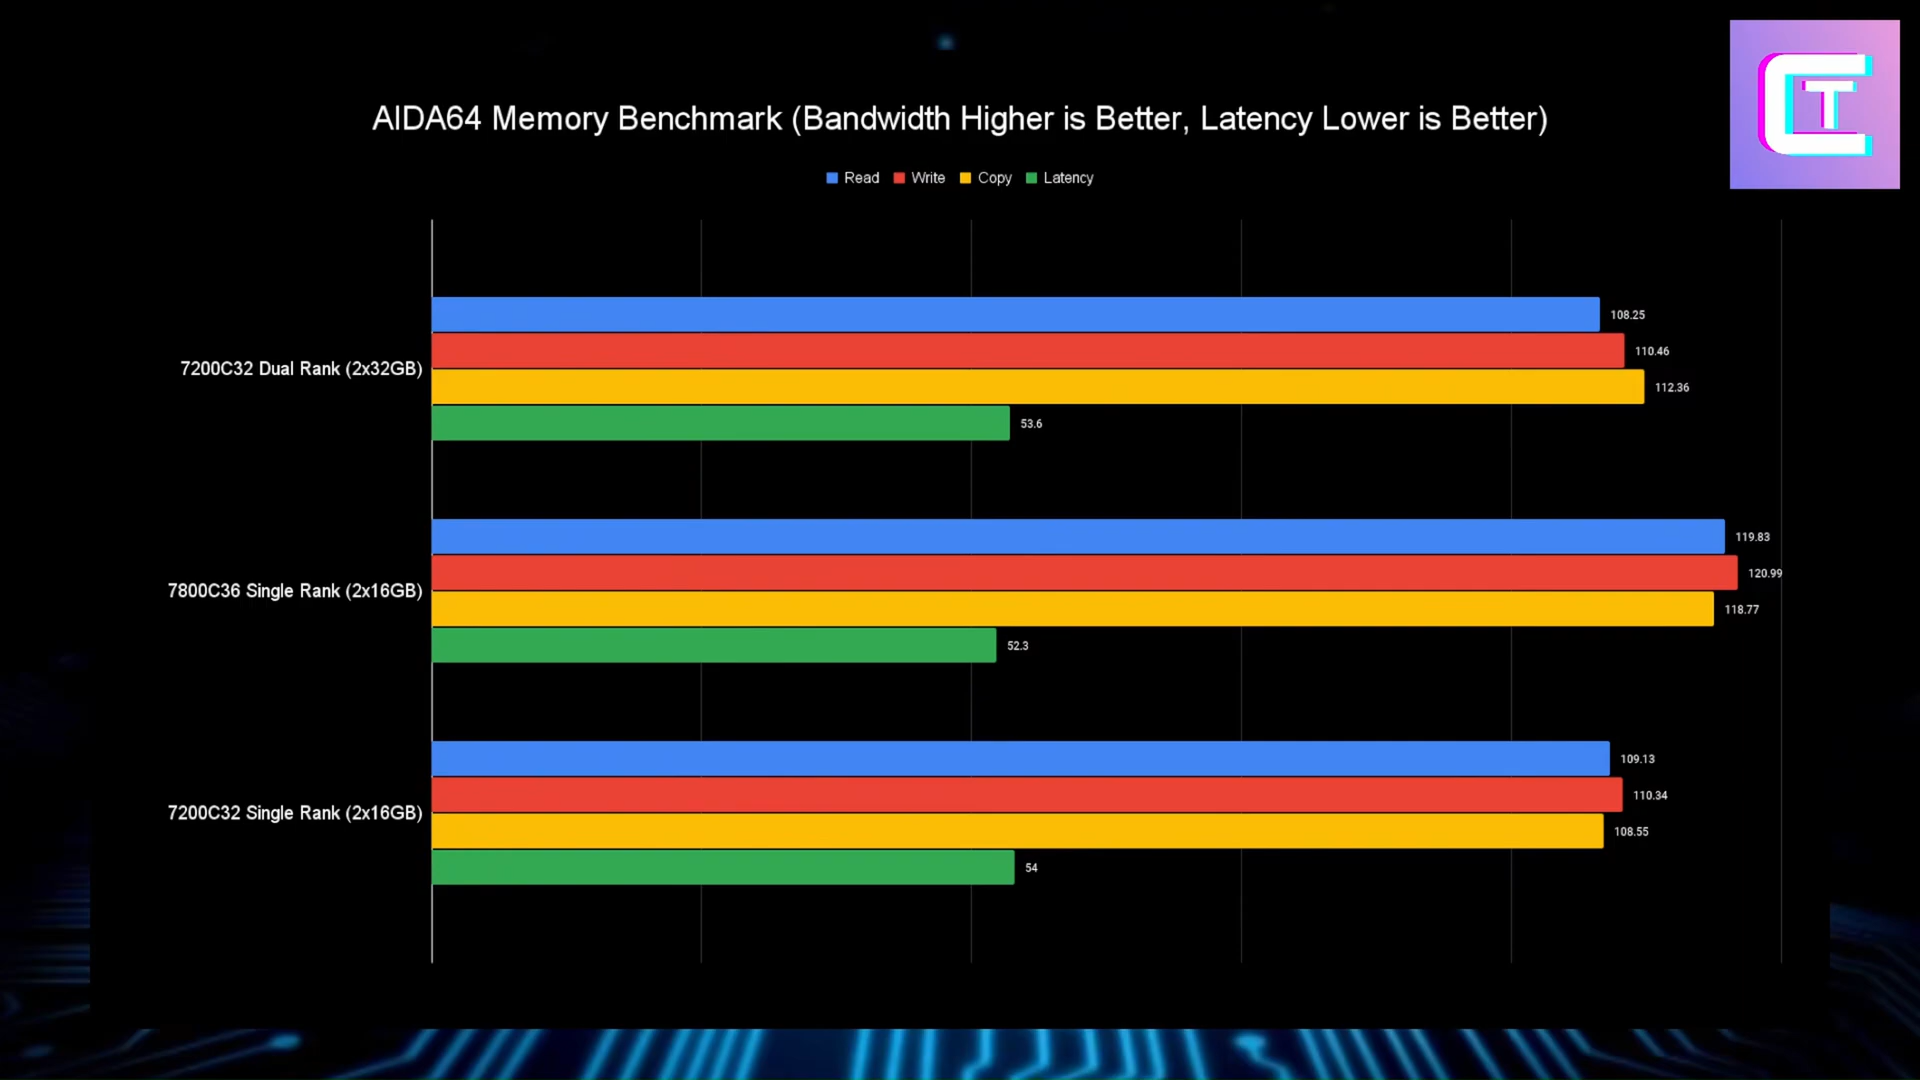 CT
AIDA64 Memory Benchmark (Bandwidth Higher is Better, Latency Lower is Better)
Read Write Copy Latency
7200C32 Dual Rank (2x32GB)
108.25
110.46
112.36
53.6
7800C36 Single Rank (2x16GB)
119.83
120.99
118.77
52.3
7200C32 Single Rank (2x16GB)
109.13
110.34
108.55
54